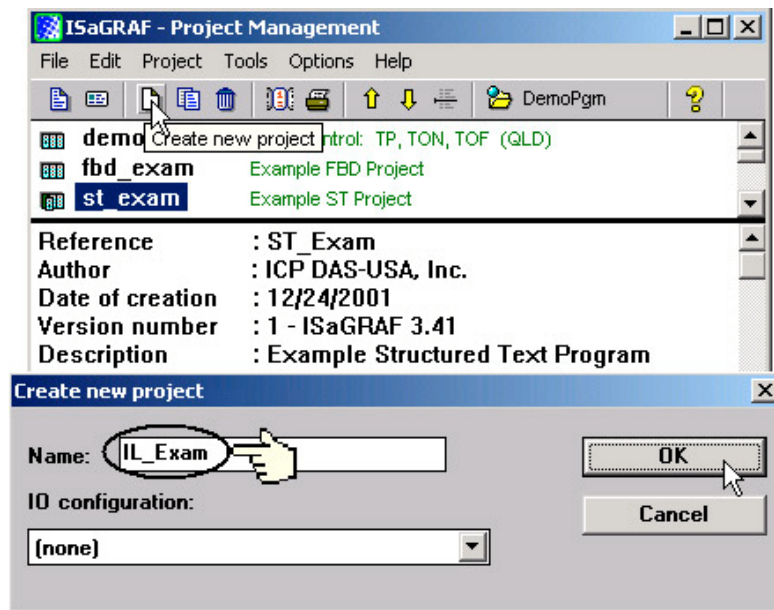 ISaGRAF - Project Management
File Edit Project Tools Options Help
DemoPgm
demo Create new project ntrol: TP, TON, TOF (QLD)
fbd_exam Example FBD Project
st_exam Example ST Project
Reference : ST_Exam
Author : ICP DAS-USA, Inc.
Date of creation : 12/24/2001
Version number : 1 - ISaGRAF 3.41
Description : Example Structured Text Program
Create new project
Name: IL_Exam
OK
IO configuration:
Cancel
(none)